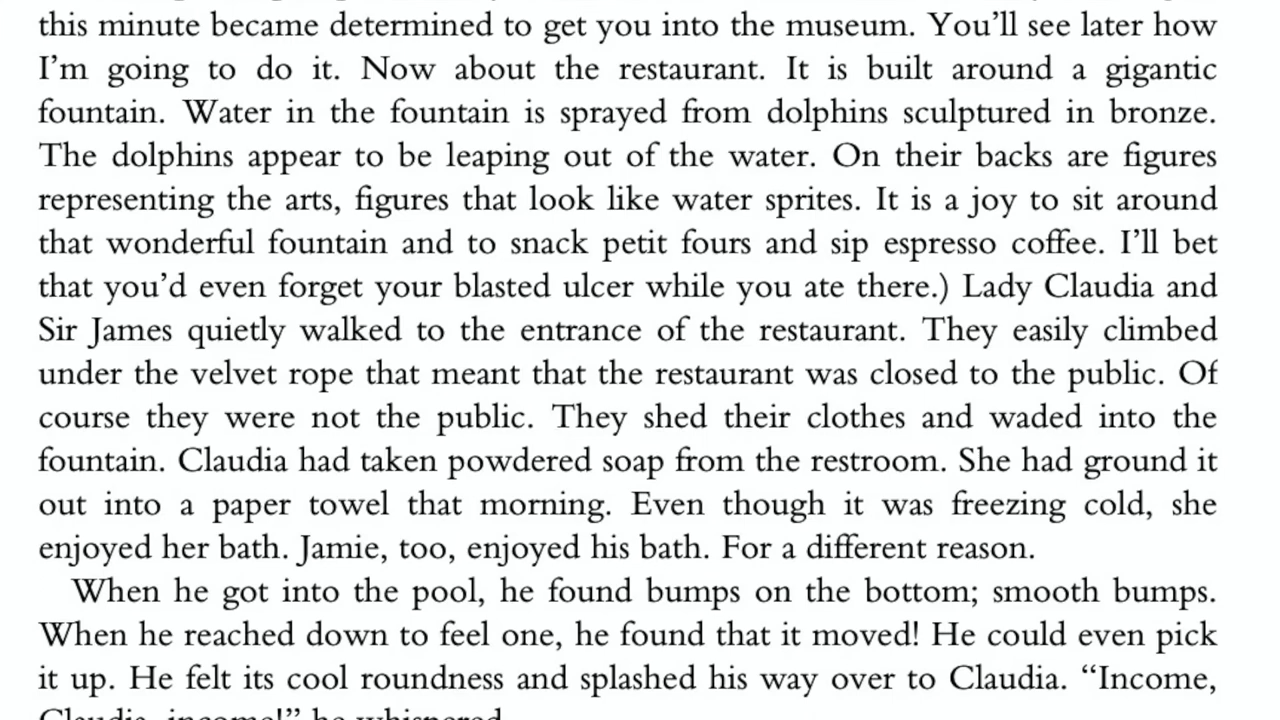 this minute became determined to get you into the museum. You’ll see later how
I’m going to do it. Now about the restaurant. It is built around a gigantic
fountain. Water in the fountain is sprayed from dolphins sculptured in bronze.
The dolphins appear to be leaping out of the water. On their backs are figures
representing the arts, figures that look like water sprites. It is a joy to sit around
that wonderful fountain and to snack petit fours and sip espresso coffee. I’ll bet
that you’d even forget your blasted ulcer while you ate there.) Lady Claudia and
Sir James quietly walked to the entrance of the restaurant. They easily climbed
under the velvet rope that meant that the restaurant was closed to the public. Of
course they were not the public. They shed their clothes and waded into the
fountain. Claudia had taken powdered soap from the restroom. She had ground it
out into a paper towel that morning. Even though it was freezing cold, she
enjoyed her bath. Jamie, too, enjoyed his bath. For a different reason.
When he got into the pool, he found bumps on the bottom; smooth bumps.
When he reached down to feel one, he found that it moved! He could even pick
it up. He felt its cool roundness and splashed his way over to Claudia. “Income,
Claudia, income!” he whispered.